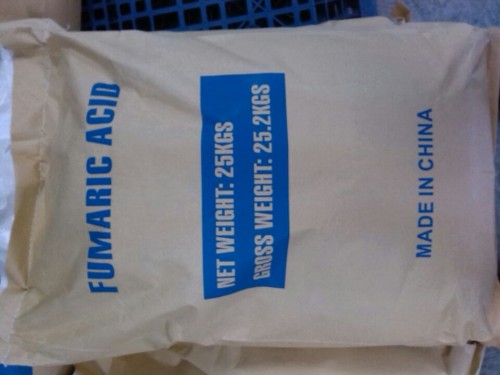 FUMARIC ACID
NET WEIGHT: 25KGS
GROSS WEIGHT: 25.2KGS
MADE IN CHINA